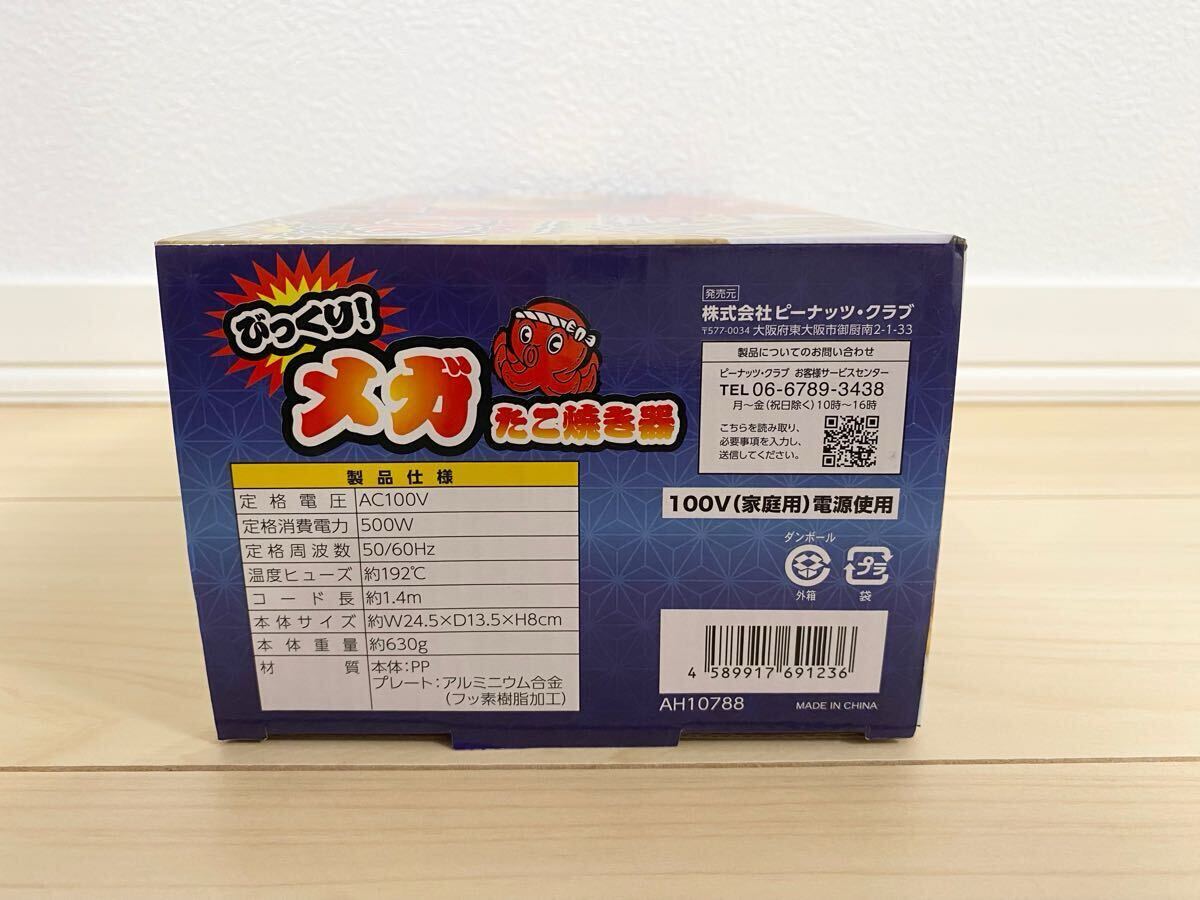 びっくり!
メガ
たこ焼き器
製品仕様
定格電圧 AC100V
定格消費電力 500W
定格周波数 50/60Hz
温度ヒューズ 約192℃
コード長 約1.4m
本体サイズ 約W24.5×D13.5×H8cm
本体重量 約630g
材質 本体:PP
プレート:アルミニウム合金
(フッ素樹脂加工)
発売元
株式会社ピーナッツ・クラブ
〒577-0034 大阪府東大阪市御厨南2-1-33
製品についてのお問い合わせ
ピーナッツ・クラブ お客様サービスセンター
TEL 06-6789-3438
月〜金(祝日除く)10時〜16時
こちらを読み取り、
必要事項を入力し、
送信してください。
100V(家庭用)電源使用
ダンボール
外箱
プラ
袋
4 589917 691236
AH10788
MADE IN CHINA